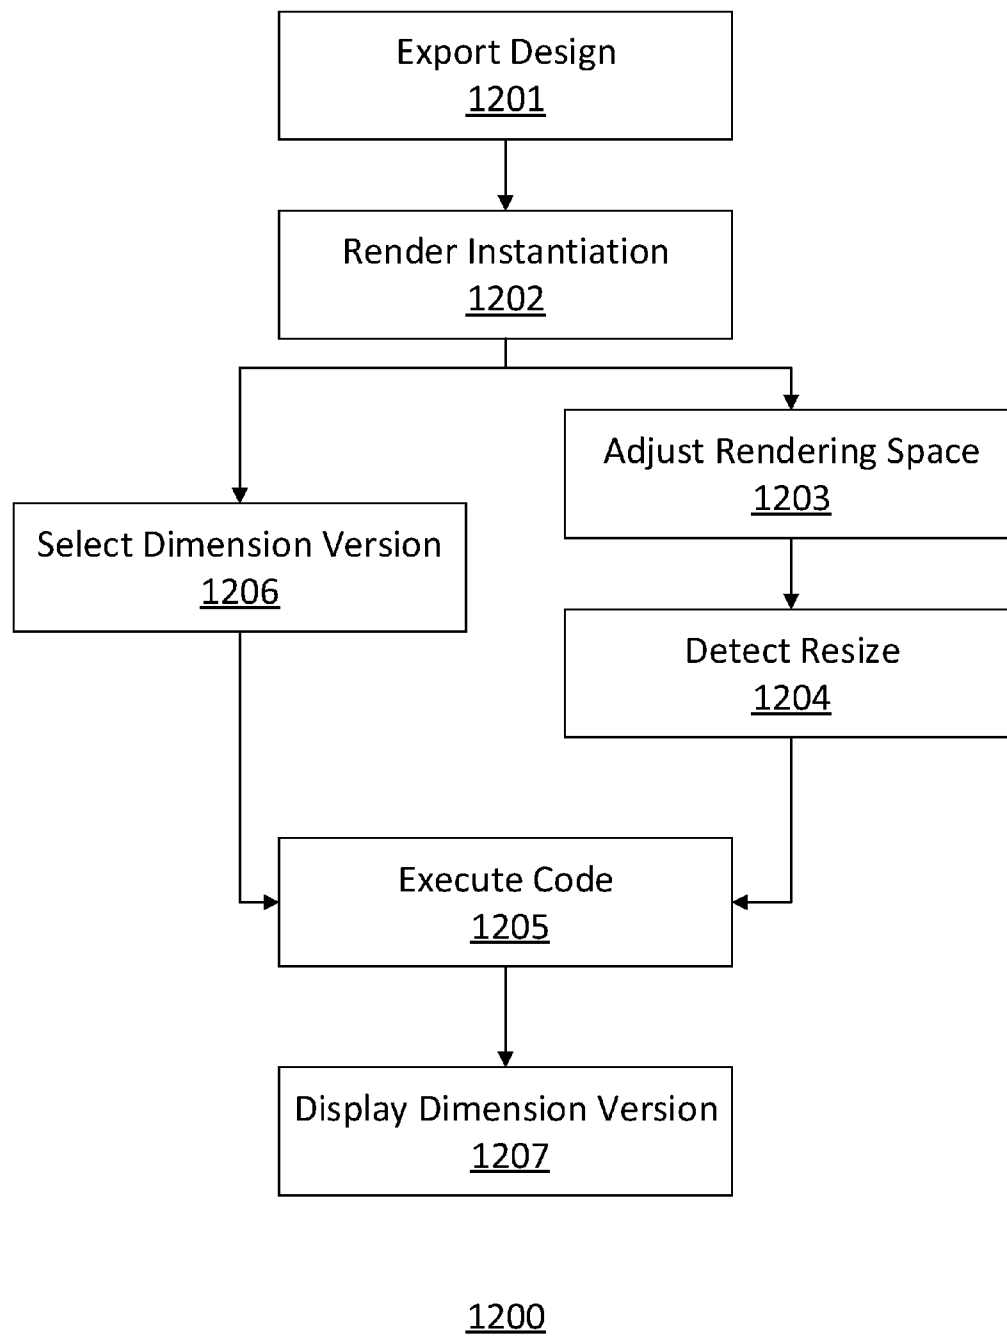 Export Design
1201
Render Instantiation
1202
Adjust Rendering Space
1203
Select Dimension Version
1206
Detect Resize
1204
Execute Code
1205
Display Dimension Version
1207
1200